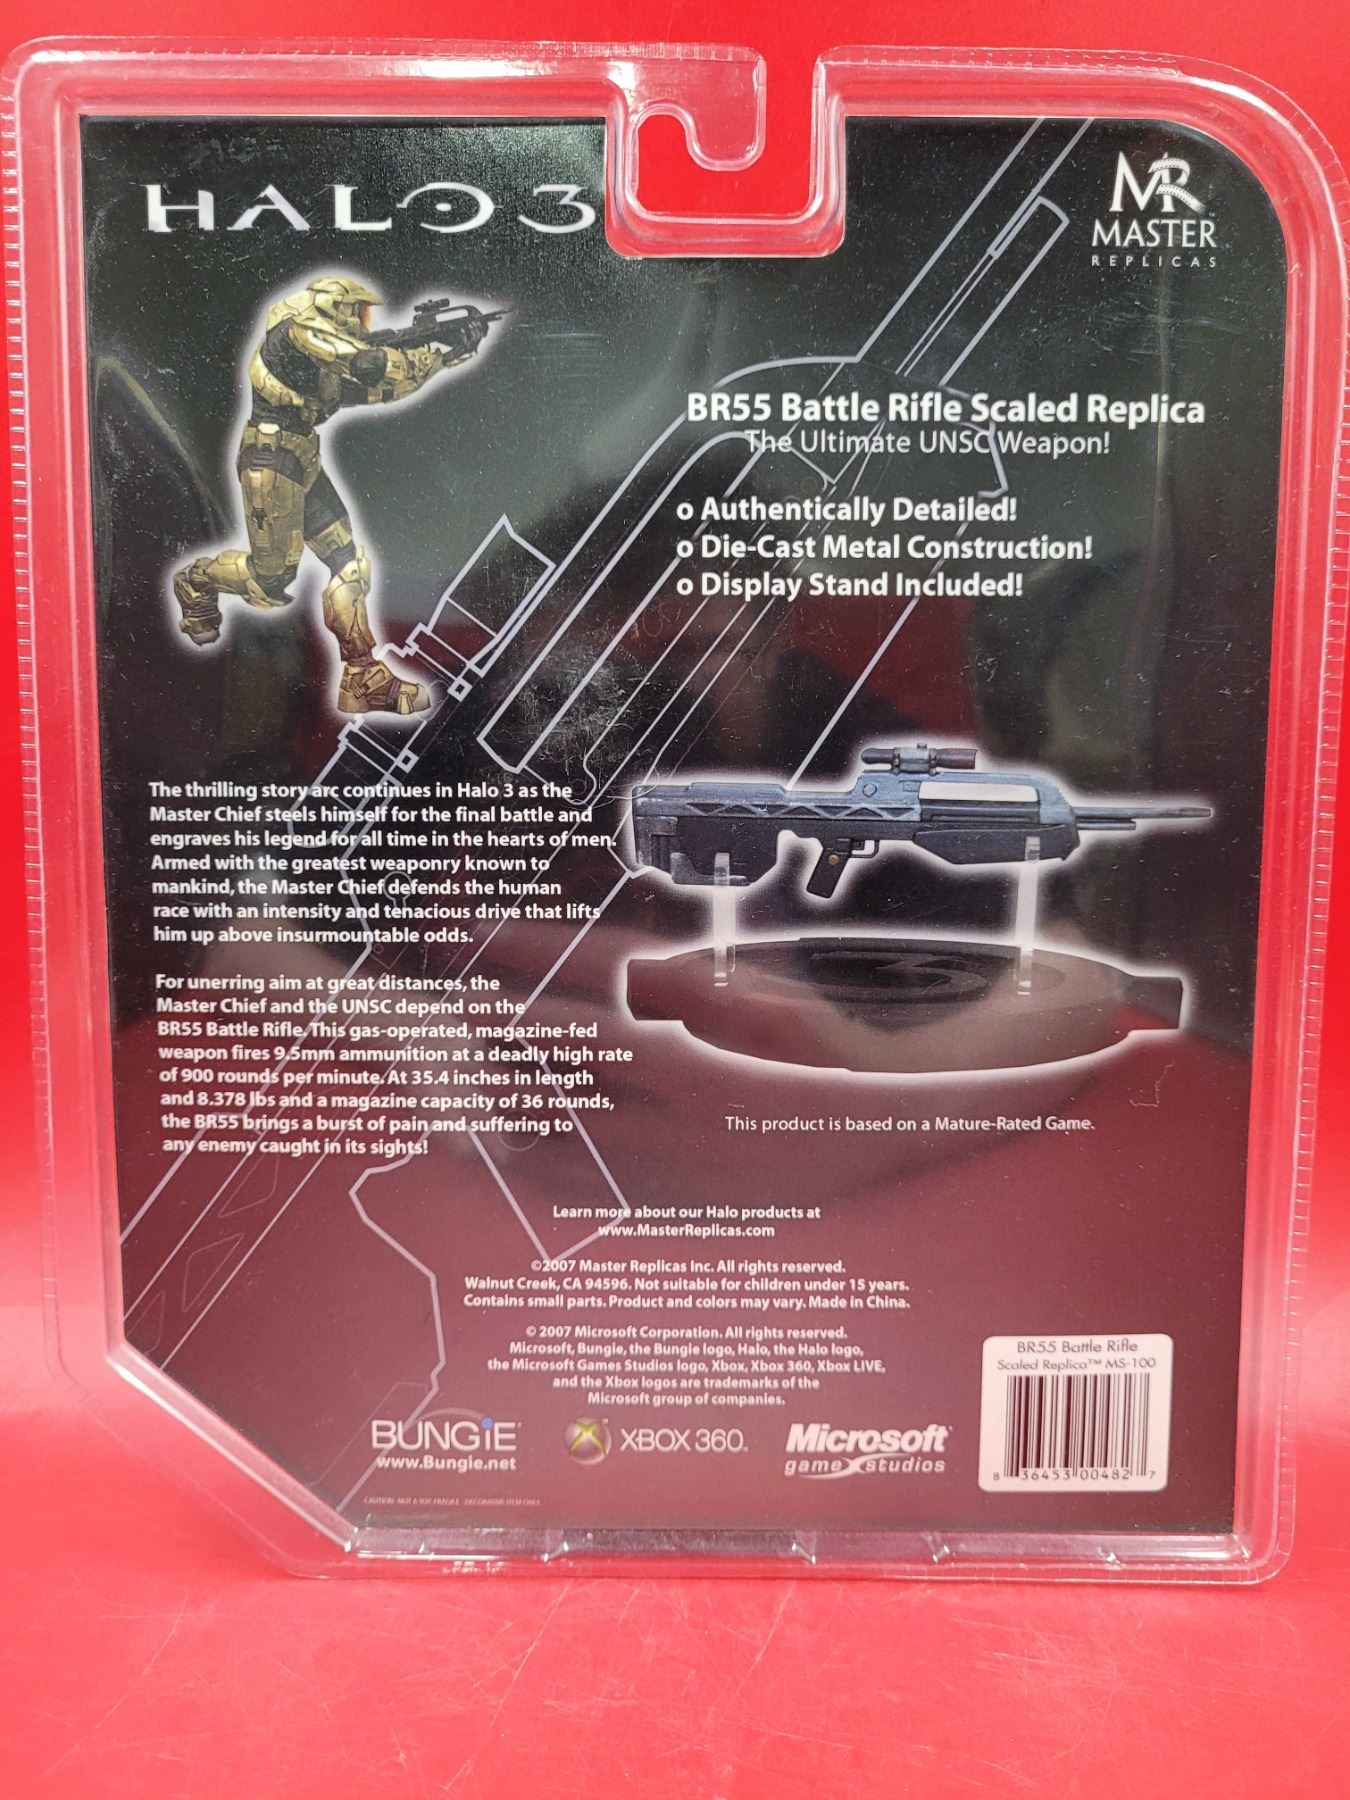 HALO 3
MR
MASTER
REPLICAS
BR55 Battle Rifle Scaled Replica
The Ultimate UNSC Weapon!
o Authentically Detailed!
o Die-Cast Metal Construction!
o Display Stand Included!
The thrilling story arc continues in Halo 3 as the
Master Chief steels himself for the final battle and
engraves his legend for all time in the hearts of men.
Armed with the greatest weaponry known to
mankind, the Master Chief defends the human
race with an intensity and tenacious drive that lifts
him up above insurmountable odds.
For unerring aim at great distances, the
Master Chief and the UNSC depend on the
BR55 Battle Rifle. This gas-operated, magazine-fed
weapon fires 9.5mm ammunition at a deadly high rate
of 900 rounds per minute. At 35.4 inches in length
and 8.378 lbs and a magazine capacity of 36 rounds,
the BR55 brings a burst of pain and suffering to
any enemy caught in its sights!
3
This product is based on a Mature-Rated Game.
Learn more about our Halo products at
www.MasterReplicas.com
©2007 Master Replicas Inc. All rights reserved.
Walnut Creek, CA 94596. Not suitable for children under 15 years.
Contains small parts. Product and colors may vary. Made in China.
© 2007 Microsoft Corporation. All rights reserved.
Microsoft, Bungie, the Bungie logo, Halo, the Halo logo,
the Microsoft Games Studios logo, Xbox, Xbox 360, Xbox LIVE,
and the Xbox logos are trademarks of the
Microsoft group of companies.
BUNGiE
www.Bungie.net
XBOX 360.
Microsoft
game studios
BR55 Battle Rifle
Scaled Replica™ MS-100
8 36453 00482 7
CAUTION: NOT A TOY. FRAGILE. DECORATIVE ITEM ONLY.